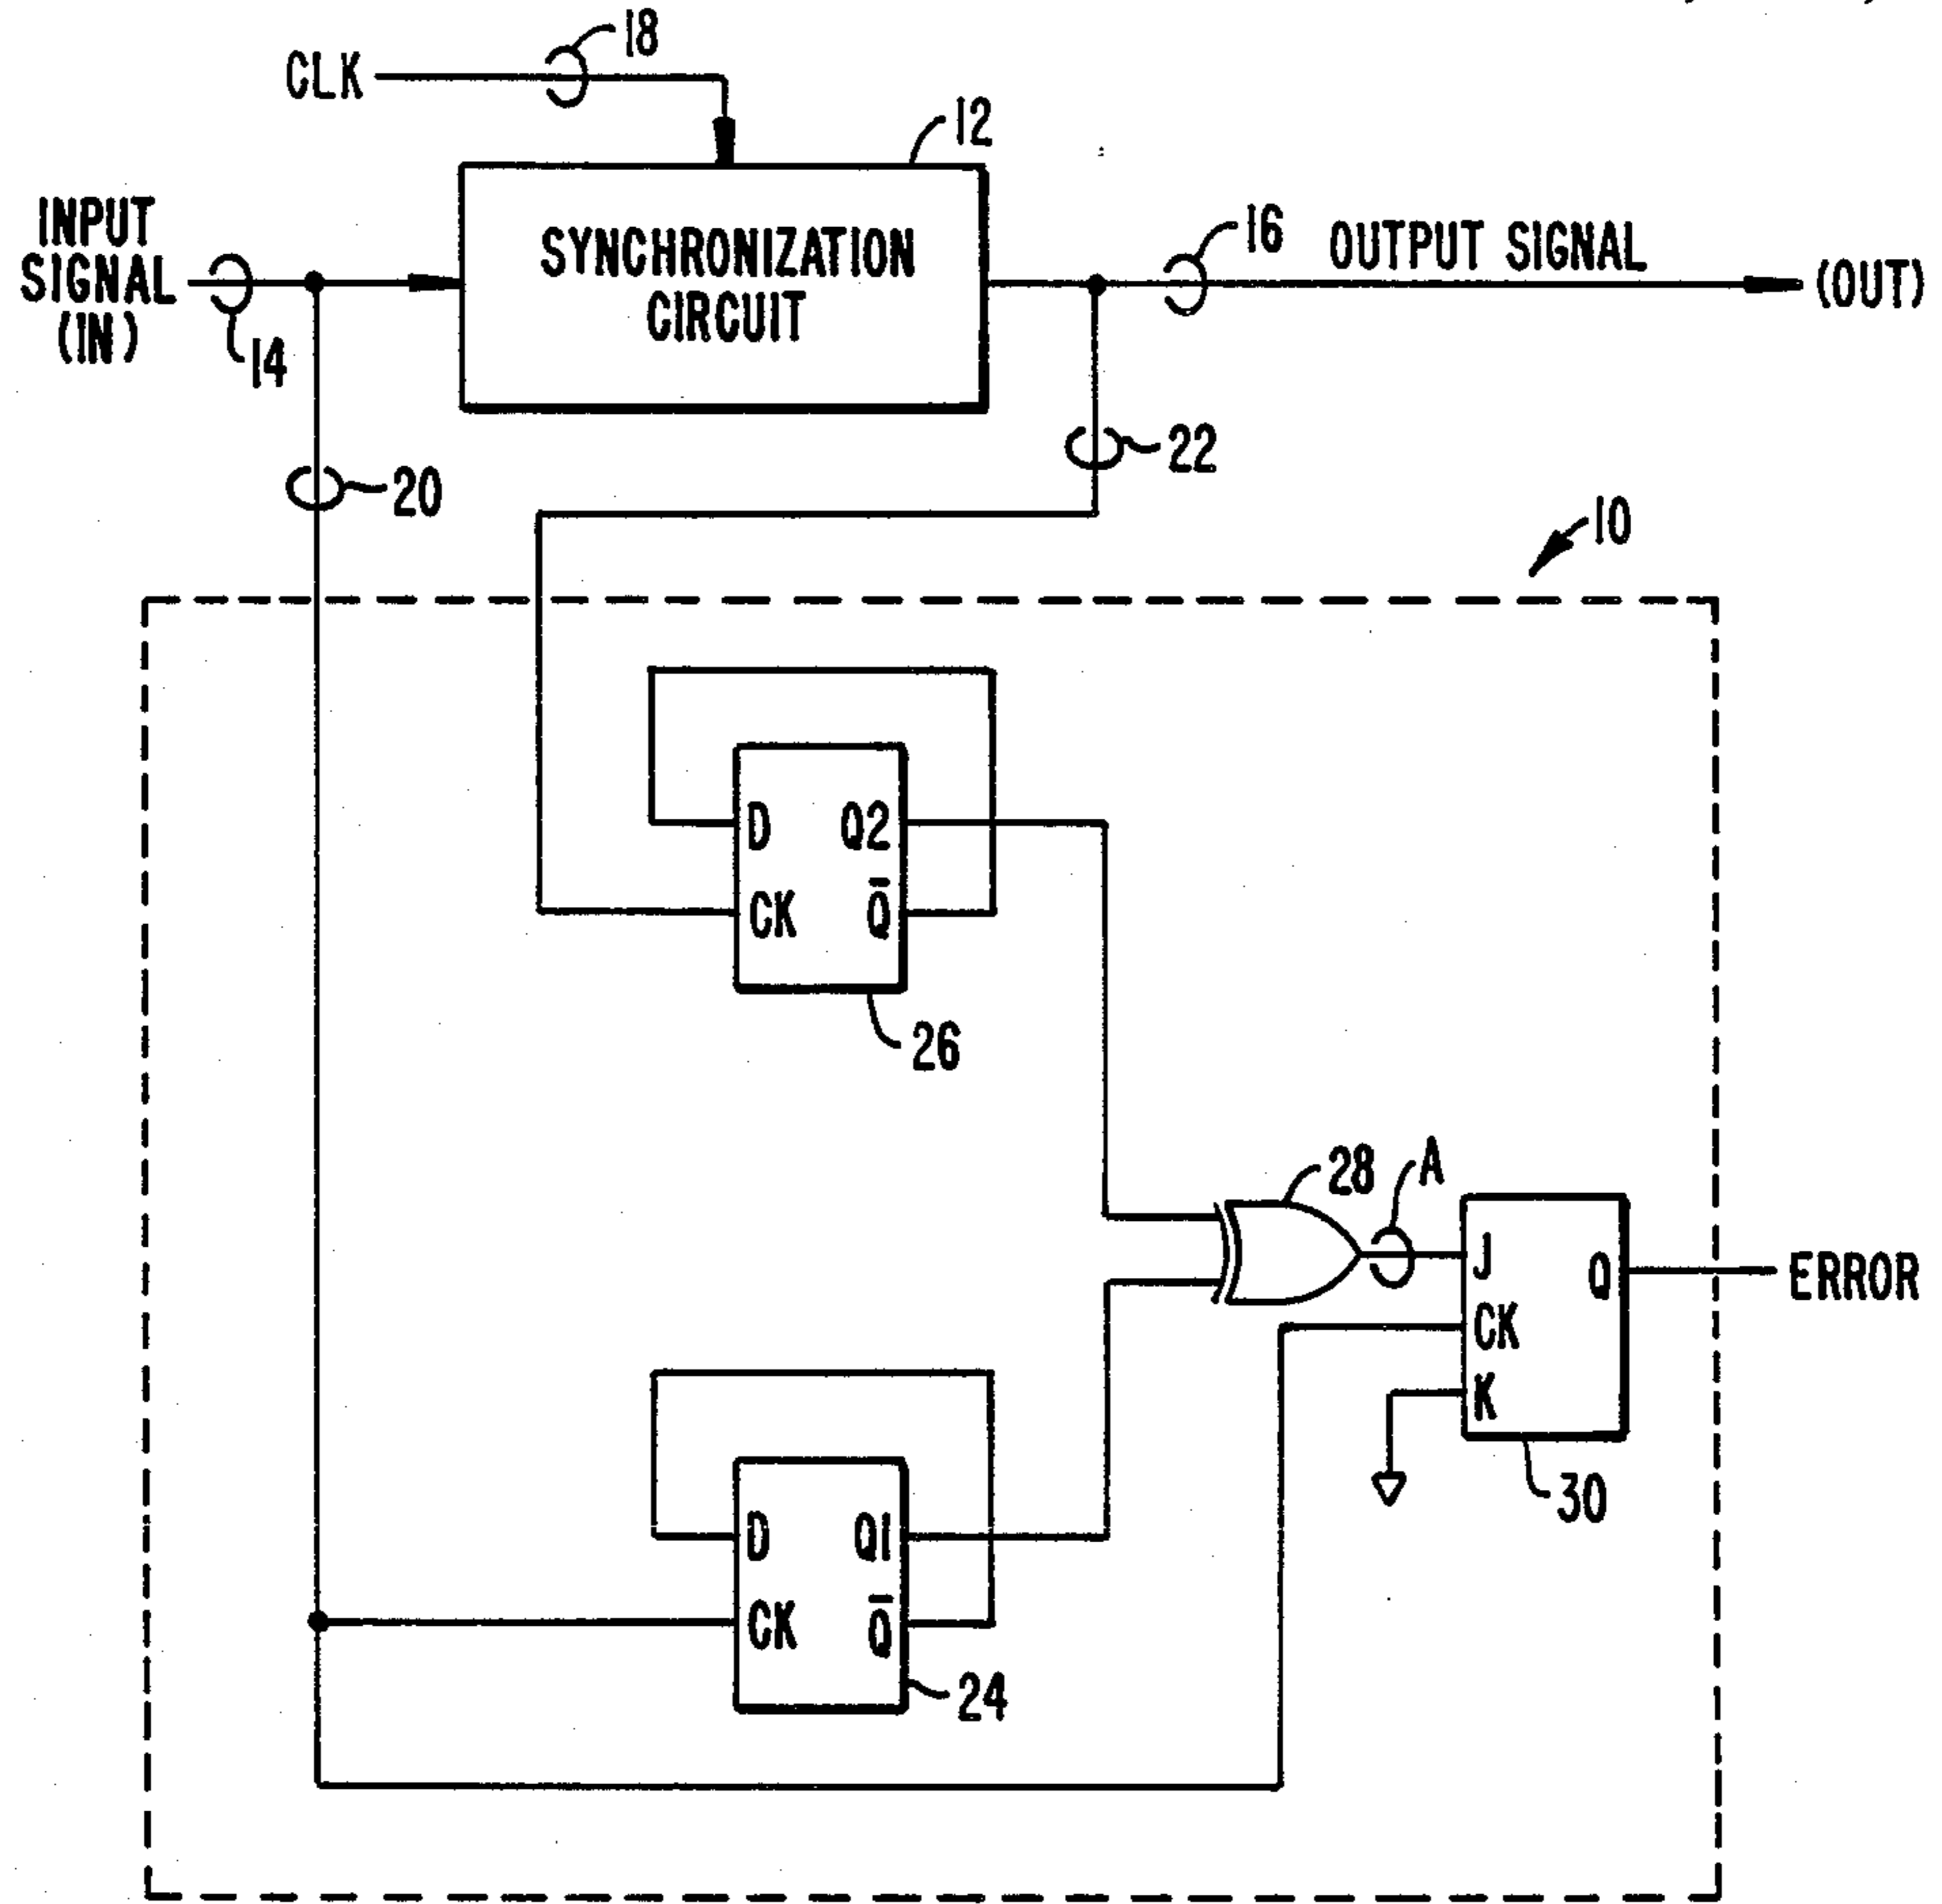 CLK
18
12
INPUT
SIGNAL
(IN)
14
SYNCHRONIZATION
CIRCUIT
16
OUTPUT SIGNAL
(OUT)
20
22
10
D
Q2
CK
Q̅
26
28
A
J
Q
CK
K
ERROR
30
D
Q1
CK
Q̅
24